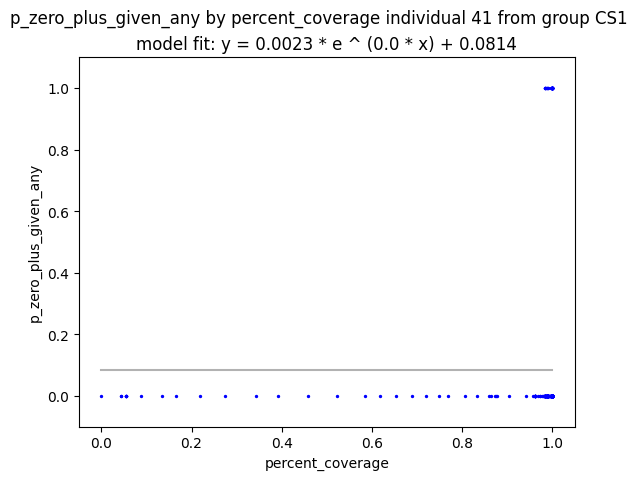 p_zero_plus_given_any by percent_coverage individual 41 from group CS1
model fit: y = 0.0023 * e ^ (0.0 * x) + 0.0814
1.0
0.8
0.6
0.4
0.2
0.0
p_zero_plus_given_any
0.0 0.2 0.4 0.6 0.8 1.0
percent_coverage